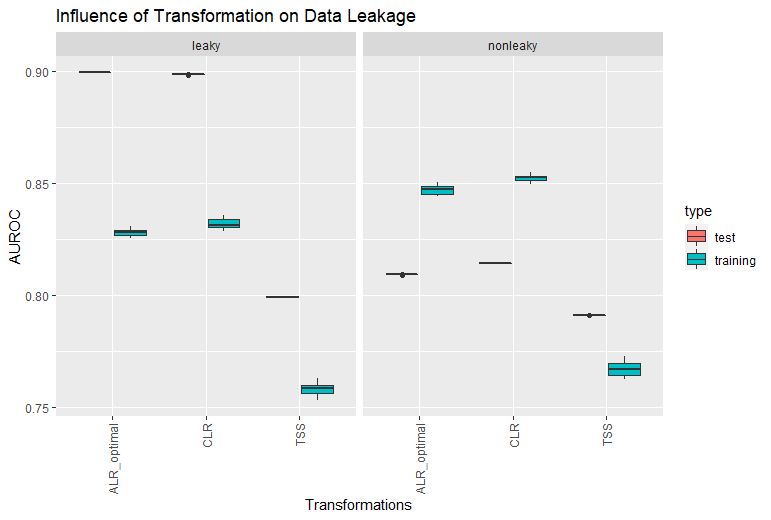 Influence of Transformation on Data Leakage
leaky
nonleaky
0.90
0.85
0.80
0.75
AUROC
ALR_optimal
CLR
TSS
ALR_optimal
CLR
TSS
Transformations
type
test
training